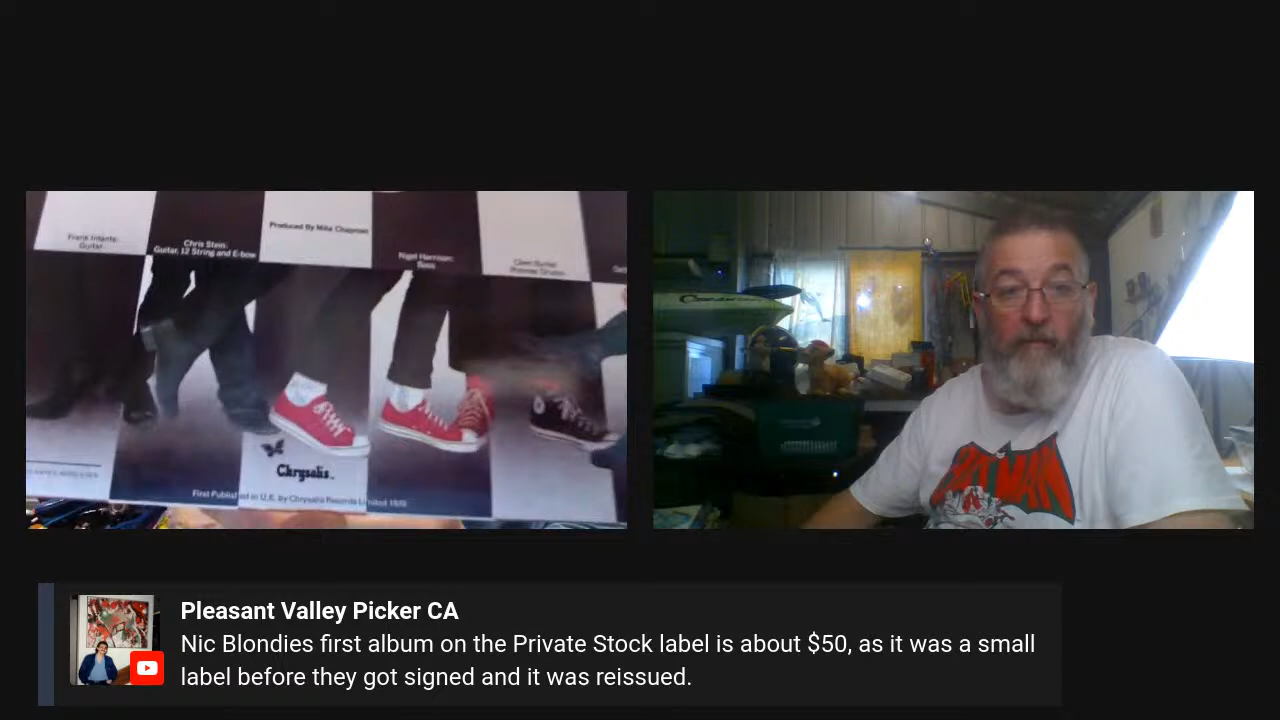 Frank Infante:
Guitar
Chris Stein:
Guitar, 12 String and E-bow
Produced By Mike Chapman
Nigel Harrison:
Bass
Clem Burke:
Chrysalis
First Published in U.K. by Chrysalis Records Limited 1978
BATMAN
Pleasant Valley Picker CA
Nic Blondies first album on the Private Stock label is about $50, as it was a small
label before they got signed and it was reissued.